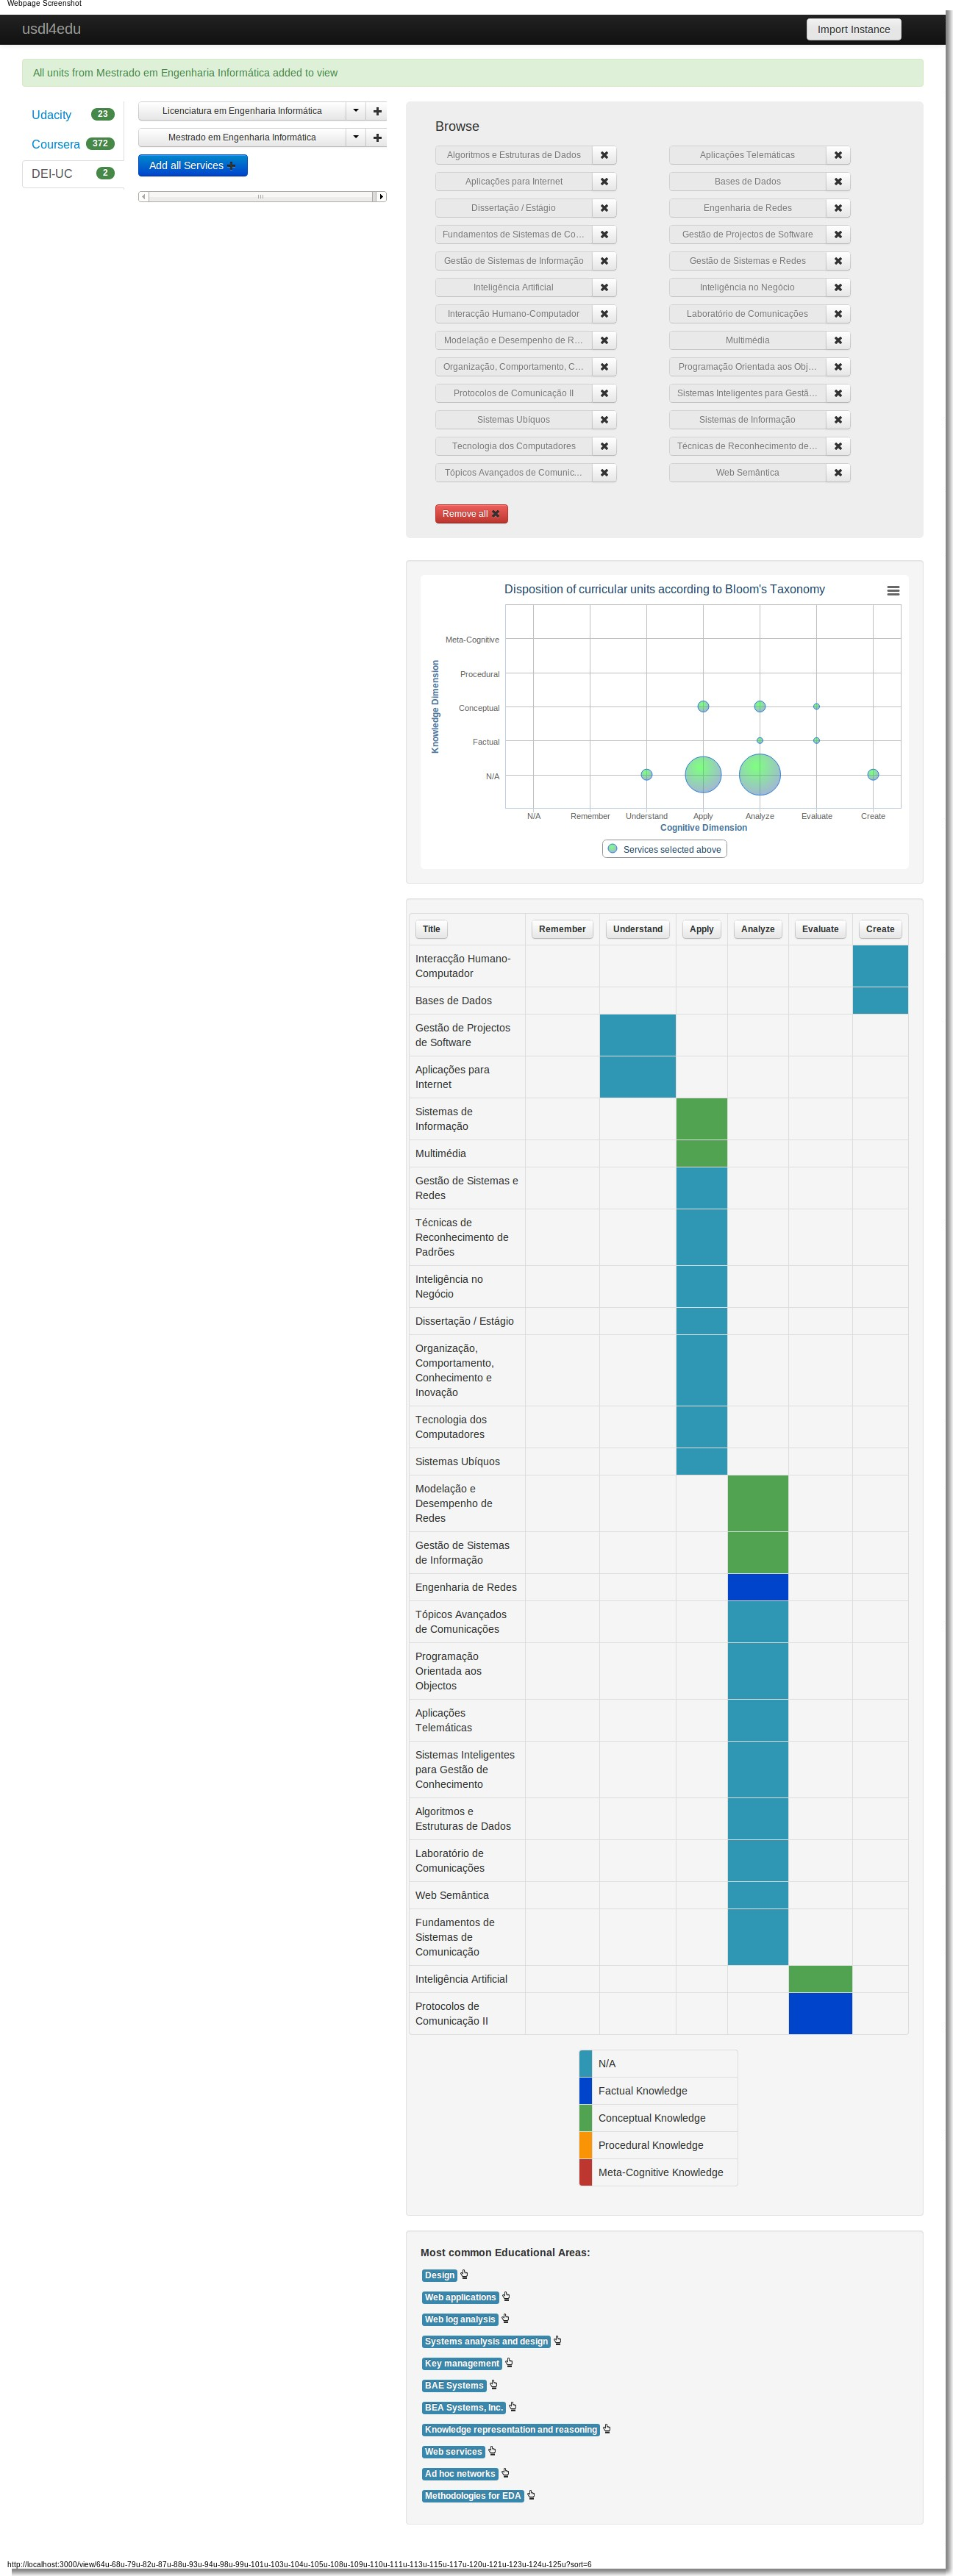 Webpage Screenshot
usdl4edu
Import Instance
All units from Mestrado em Engenharia Informática added to view
Udacity 23
Coursera 372
DEI-UC 2
Licenciatura em Engenharia Informática
Mestrado em Engenharia Informática
Add all Services
Browse
Algoritmos e Estruturas de Dados
Aplicações Telemáticas
Aplicações para Internet
Bases de Dados
Dissertação / Estágio
Engenharia de Redes
Fundamentos de Sistemas de Co...
Gestão de Projectos de Software
Gestão de Sistemas de Informação
Gestão de Sistemas e Redes
Inteligência Artificial
Inteligência no Negócio
Interacção Humano-Computador
Laboratório de Comunicações
Modelação e Desempenho de R...
Multimédia
Organização, Comportamento, C...
Programação Orientada aos Obj...
Protocolos de Comunicação II
Sistemas Inteligentes para Gestã...
Sistemas Ubíquos
Sistemas de Informação
Tecnologia dos Computadores
Técnicas de Reconhecimento de...
Tópicos Avançados de Comunic...
Web Semântica
Remove all
Disposition of curricular units according to Bloom's Taxonomy
Knowledge Dimension
Meta-Cognitive
Procedural
Conceptual
Factual
N/A
N/A Remember Understand Apply Analyze Evaluate Create
Cognitive Dimension
Services selected above
Title Remember Understand Apply Analyze Evaluate Create
Interacção Humano-
Computador
Bases de Dados
Gestão de Projectos
de Software
Aplicações para
Internet
Sistemas de
Informação
Multimédia
Gestão de Sistemas e
Redes
Técnicas de
Reconhecimento de
Padrões
Inteligência no
Negócio
Dissertação / Estágio
Organização,
Comportamento,
Conhecimento e
Inovação
Tecnologia dos
Computadores
Sistemas Ubíquos
Modelação e
Desempenho de
Redes
Gestão de Sistemas
de Informação
Engenharia de Redes
Tópicos Avançados
de Comunicações
Programação
Orientada aos
Objectos
Aplicações
Telemáticas
Sistemas Inteligentes
para Gestão de
Conhecimento
Algoritmos e
Estruturas de Dados
Laboratório de
Comunicações
Web Semântica
Fundamentos de
Sistemas de
Comunicação
Inteligência Artificial
Protocolos de
Comunicação II
N/A
Factual Knowledge
Conceptual Knowledge
Procedural Knowledge
Meta-Cognitive Knowledge
Most common Educational Areas:
Design
Web applications
Web log analysis
Systems analysis and design
Key management
BAE Systems
BEA Systems, Inc.
Knowledge representation and reasoning
Web services
Ad hoc networks
Methodologies for EDA
http://localhost:3000/view/64u-68u-79u-82u-87u-88u-93u-94u-98u-99u-101u-103u-104u-105u-108u-109u-110u-111u-113u-115u-117u-120u-121u-123u-124u-125u?sort=6